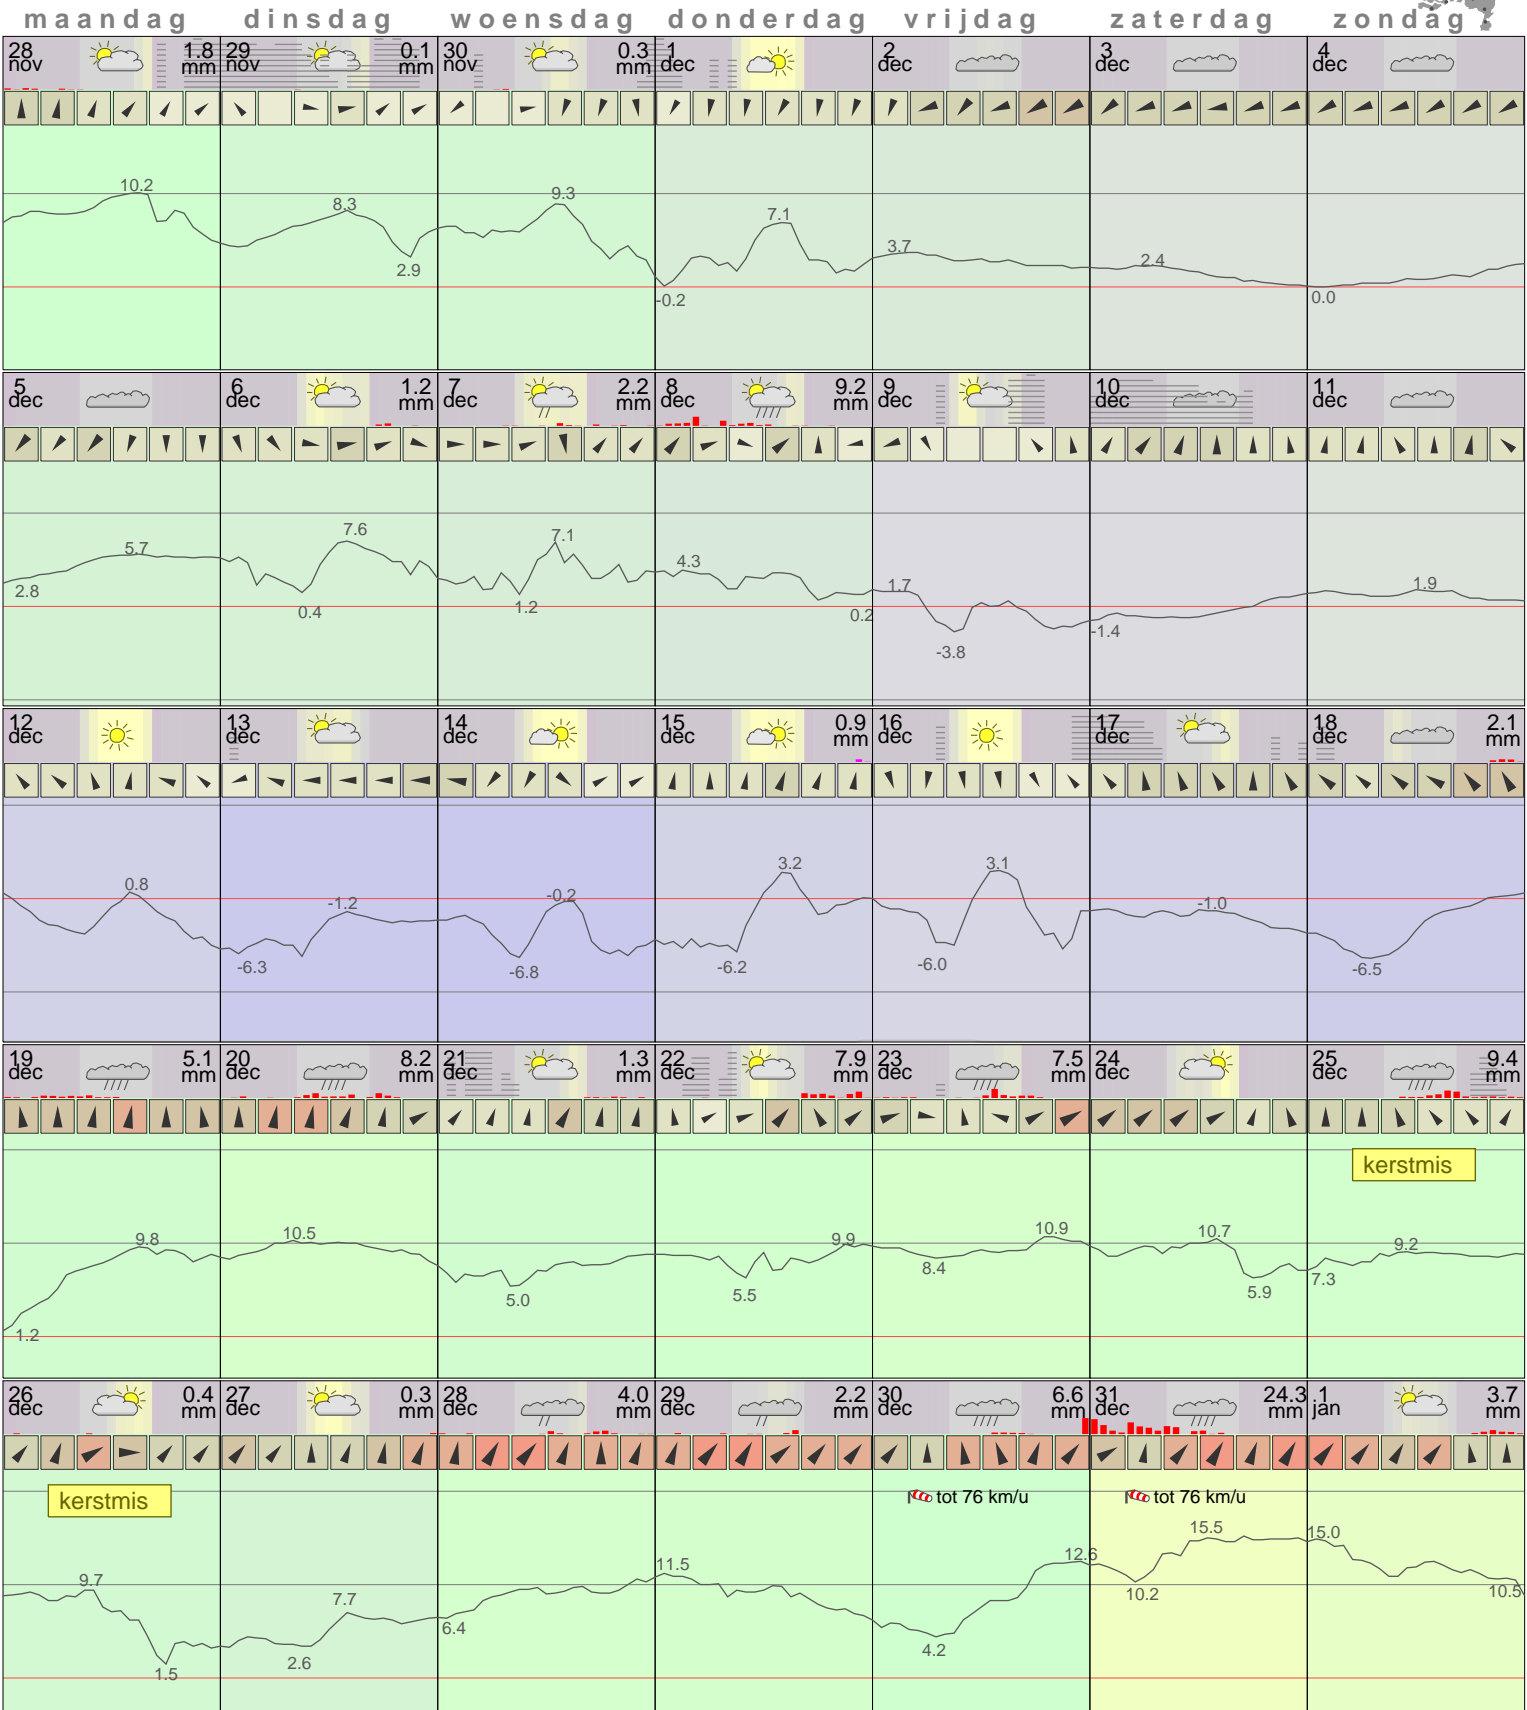 maandag dinsdag woensdag donderdag vrijdag zaterdag zondag
28 nov 1.8 mm 29 nov 0.1 mm 30 nov 0.3 mm 1 dec 2 dec 3 dec 4 dec
10.2 8.3 2.9 9.3 -0.2 7.1 3.7 2.4 0.0
5 dec 6 dec 1.2 mm 7 dec 2.2 mm 8 dec 9.2 mm 9 dec 10 dec 11 dec
2.8 5.7 0.4 7.6 1.2 7.1 4.3 0.2 1.7 -3.8 -1.4 1.9
12 dec 13 dec 14 dec 15 dec 0.9 mm 16 dec 17 dec 18 dec 2.1 mm
0.8 -6.3 -1.2 -6.8 -0.2 -6.2 3.2 -6.0 3.1 -1.0 -6.5
19 dec 5.1 mm 20 dec 8.2 mm 21 dec 1.3 mm 22 dec 7.9 mm 23 dec 7.5 mm 24 dec 25 dec 9.4 mm
kerstmis
1.2 9.8 10.5 5.0 5.5 9.9 8.4 10.9 10.7 5.9 7.3 9.2
26 dec 0.4 mm 27 dec 0.3 mm 28 dec 4.0 mm 29 dec 2.2 mm 30 dec 6.6 mm 31 dec 24.3 mm 1 jan 3.7 mm
kerstmis tot 76 km/u tot 76 km/u
9.7 1.5 2.6 7.7 6.4 11.5 4.2 12.6 10.2 15.5 15.0 10.5